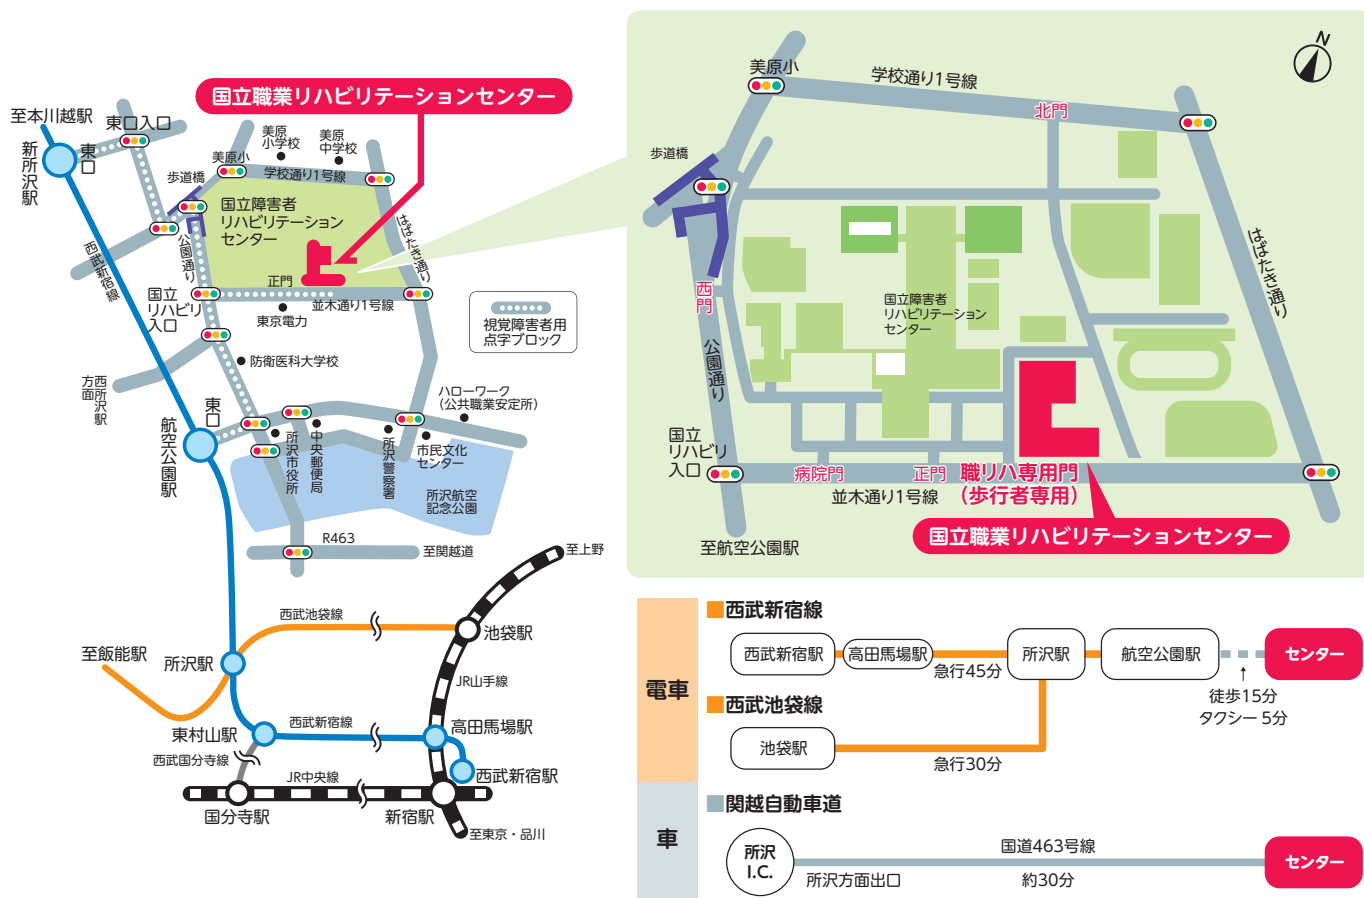 国立職業リハビリテーションセンター
至本川越駅
東口入口
新所沢駅
東口
美原
小学校
美原
中学校
美原小
学校通り1号線
歩道橋
国立障害者
リハビリテーション
センター
公園通り
はばたき通り
西武新宿線
正門
国立
リハビリ
入口
並木通り1号線
東京電力
視覚障害者用
点字ブロック
防衛医科大学校
西所沢駅
方面
東口
航空公園駅
ハローワーク
(公共職業安定所)
所沢市役所
中央郵便局
所沢警察署
市民文化
センター
所沢航空
記念公園
R463
至関越道
至上野
西武池袋線
池袋駅
至飯能駅
所沢駅
JR山手線
東村山駅
西武新宿線
高田馬場駅
西武国分寺線
西武新宿駅
JR中央線
国分寺駅
新宿駅
至東京・品川
N
美原小
学校通り1号線
北門
歩道橋
はばたき通り
西門
国立障害者
リハビリテーション
センター
公園通り
国立
リハビリ
入口
病院門
正門
職リハ専用門
(歩行者専用)
並木通り1号線
国立職業リハビリテーションセンター
至航空公園駅
電車
■西武新宿線
西武新宿駅
高田馬場駅
急行45分
所沢駅
航空公園駅
センター
↑
徒歩15分
タクシー 5分
■西武池袋線
池袋駅
急行30分
車
■関越自動車道
所沢
I.C.
国道463号線
所沢方面出口
約30分
センター